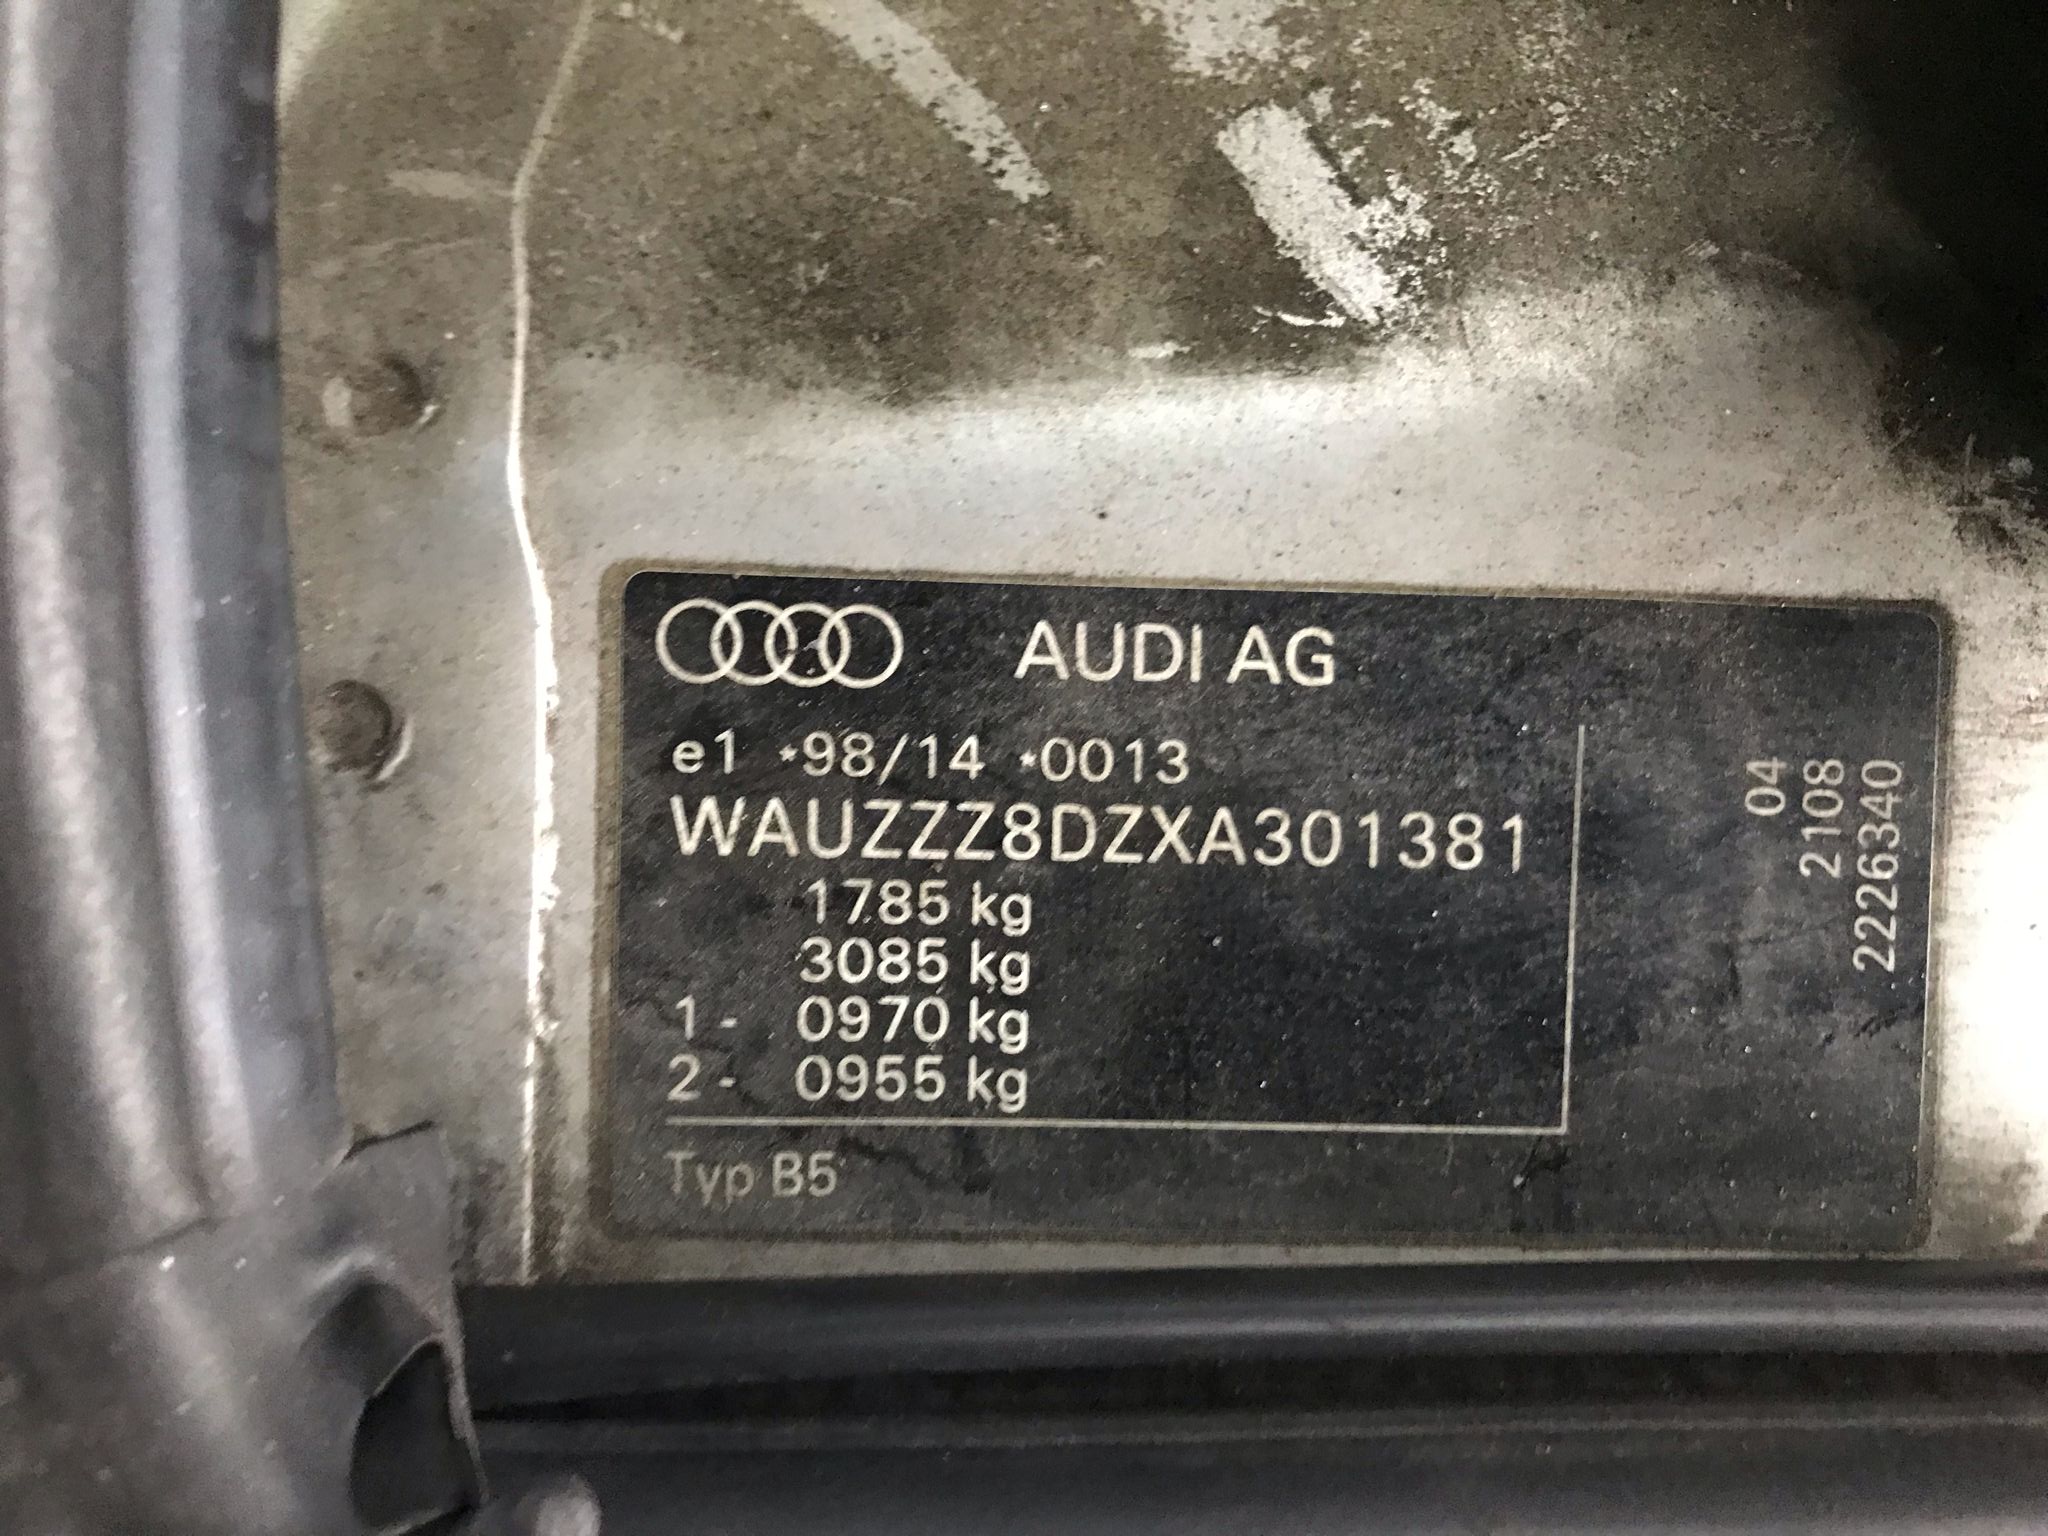 AUDI AG
e1 *98/14 *0013
WAUZZZ8DZXA301381
1785 kg
3085 kg
1 - 0970 kg
2 - 0955 kg
Typ B5
04
2108
2226340